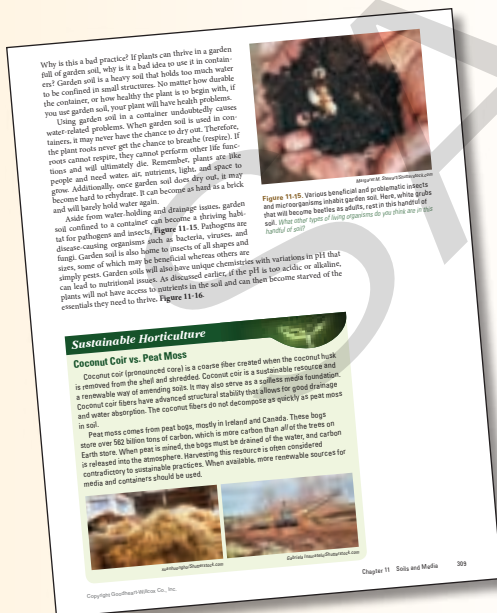 Why is this a bad practice? If plants can thrive in a garden
full of garden soil, why is it a bad idea to use it in contain-
ers? Garden soil is a heavy soil that holds too much water
to be confined in small structures. No matter how durable
the container, or how healthy the plant is to begin with, if
you use garden soil, your plant will have health problems.
Using garden soil in a container undoubtedly causes
water-related problems. When garden soil is used in con-
tainers, it may never have the chance to dry out. Therefore,
the plant roots never get the chance to breathe (respire). If
roots cannot respire, they cannot perform other life func-
tions and will ultimately die. Remember, plants are like
people and need water, air, nutrients, light, and space to
grow. Additionally, once garden soil does dry out, it may
become hard to rehydrate. It can become as hard as a brick
and will barely hold water again.
Aside from water-holding and drainage issues, garden
soil confined to a container can become a thriving habi-
tat for pathogens and insects, Figure 11-15. Pathogens are
disease-causing organisms such as bacteria, viruses, and
fungi. Garden soil is also home to insects of all shapes and
sizes, some of which may be beneficial whereas others are
simply pests. Garden soils will also have unique chemistries with variations in pH that
can lead to nutritional issues. As discussed earlier, if the pH is too acidic or alkaline,
plants will not have access to nutrients in the soil and can then become starved of the
essentials they need to thrive, Figure 11-16.
Margaret M. Stewart/Shutterstock.com
Figure 11-15. Various beneficial and problematic insects
and microorganisms inhabit garden soil. Here, white grubs
that will become beetles as adults, rest in this handful of
soil. What other types of living organisms do you think are in this
handful of soil?
Sustainable Horticulture
Coconut Coir vs. Peat Moss
Coconut coir (pronounced core) is a coarse fiber created when the coconut husk
is removed from the shell and shredded. Coconut coir is a sustainable resource and
a renewable way of amending soils. It may also serve as a soilless media foundation.
Coconut coir fibers have advanced structural stability that allows for good drainage
and water absorption. The coconut fibers do not decompose as quickly as peat moss
in soil.
Peat moss comes from peat bogs, mostly in Ireland and Canada. These bogs
store over 562 billion tons of carbon, which is more carbon than all of the trees on
Earth store. When peat is mined, the bogs must be drained of the water, and carbon
is released into the atmosphere. Harvesting this resource is often considered
contradictory to sustainable practices. When available, more renewable sources for
media and containers should be used.
Copyright Goodheart-Willcox Co., Inc.
Chapter 11 Soils and Media 309